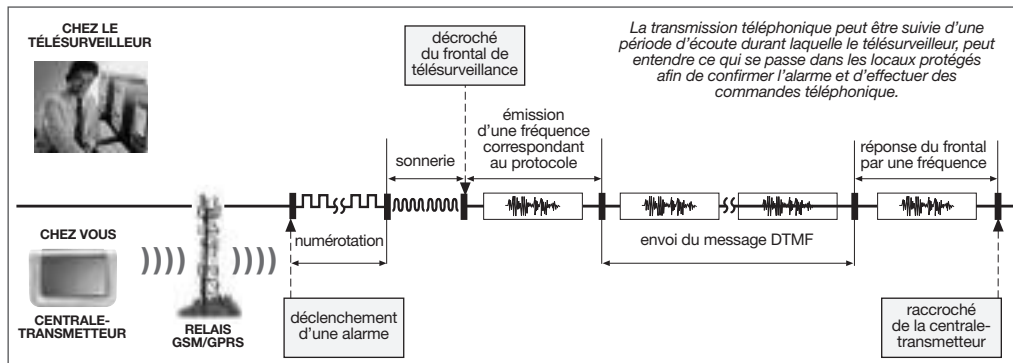 CHEZ LE
TÉLÉSURVEILLEUR
décroché
du frontal de
télésurveillance
La transmission téléphonique peut être suivie d'une
période d'écoute durant laquelle le télésurveilleur, peut
entendre ce qui se passe dans les locaux protégés
afin de confirmer l'alarme et d'effectuer des
commandes téléphonique.
sonnerie
émission
d'une fréquence
correspondant
au protocole
réponse du frontal
par une fréquence
CHEZ VOUS
CENTRALE-
TRANSMETTEUR
RELAIS
GSM/GPRS
numérotation
envoi du message DTMF
déclenchement
d'une alarme
raccroché
de la centrale-
transmetteur